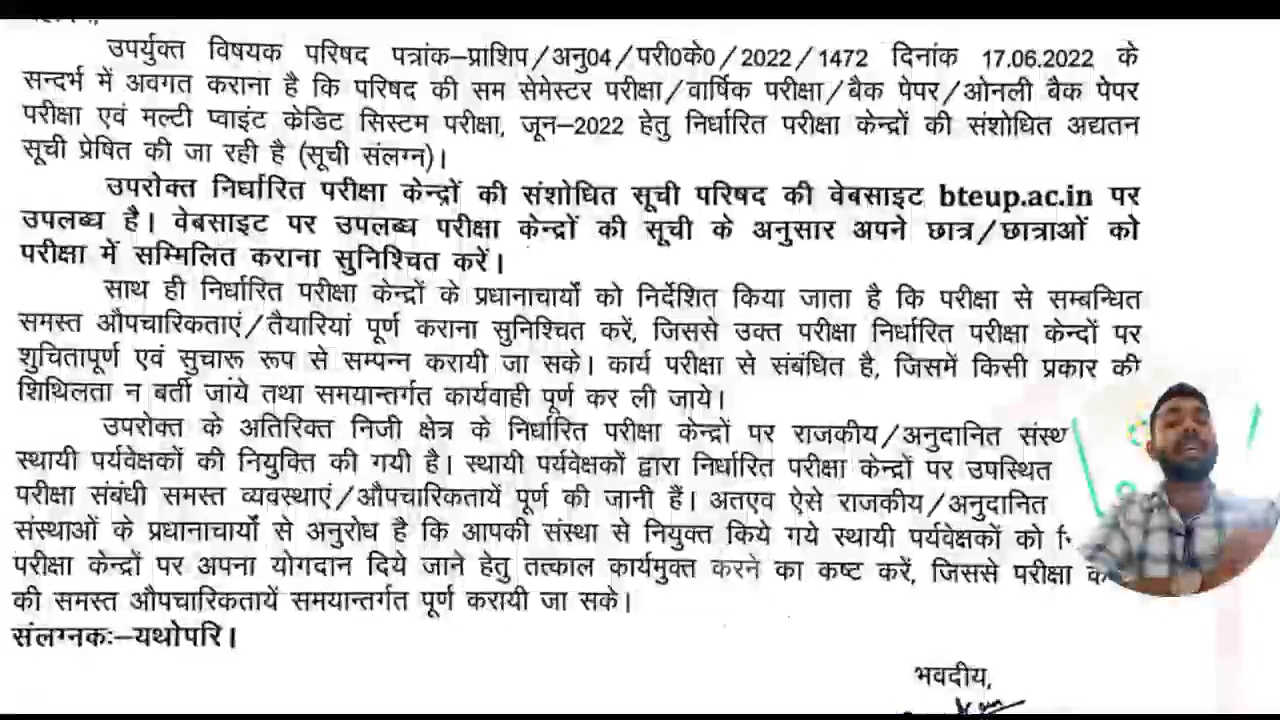 उपर्युक्त विषयक परिषद पत्रांक–प्राशिप/अनु04/परी0के0/2022/1472 दिनांक 17.06.2022 के
सन्दर्भ में अवगत कराना है कि परिषद की सम सेमेस्टर परीक्षा/वार्षिक परीक्षा/बैक पेपर/ओनली बैक पेपर
परीक्षा एवं मल्टी प्वाइंट केडिट सिस्टम परीक्षा, जून–2022 हेतु निर्धारित परीक्षा केन्द्रों की संशोधित अद्यतन
सूची प्रेषित की जा रही है (सूची संलग्न)।
उपरोक्त निर्धारित परीक्षा केन्द्रों की संशोधित सूची परिषद की वेबसाइट bteup.ac.in पर
उपलब्ध है। वेबसाइट पर उपलब्ध परीक्षा केन्द्रों की सूची के अनुसार अपने छात्र/छात्राओं को
परीक्षा में सम्मिलित कराना सुनिश्चित करें।
साथ ही निर्धारित परीक्षा केन्द्रों के प्रधानाचार्यो को निर्देशित किया जाता है कि परीक्षा से सम्बन्धित
समस्त औपचारिकताएं/तैयारियां पूर्ण कराना सुनिश्चित करें, जिससे उक्त परीक्षा निर्धारित परीक्षा केन्दों पर
शुचितापूर्ण एवं सुचारू रूप से सम्पन्न करायी जा सके। कार्य परीक्षा से संबंधित है, जिसमें किसी प्रकार की
शिथिलता न बर्ती जांये तथा समयान्तर्गत कार्यवाही पूर्ण कर ली जाये।
उपरोक्त के अतिरिक्त निजी क्षेत्र के निर्धारित परीक्षा केन्द्रों पर राजकीय/अनुदानित
स्थायी पर्यवेक्षकों की नियुक्ति की गयी है। स्थायी पर्यवेक्षकों द्वारा निर्धारित परीक्षा केन्द्रों पर उपस्थित
परीक्षा संबंधी समस्त व्यवस्थाएं/औपचारिकतायें पूर्ण की जानी हैं। अतएव ऐसे राजकीय/अनुदानित
संस्थाओं के प्रधानाचार्यों से अनुरोध है कि आपकी संस्था से नियुक्त किये गये स्थायी पर्यवेक्षकों को
परीक्षा केन्द्रों पर अपना योगदान दिये जाने हेतु तत्काल कार्यमुक्त करने का कष्ट करें, जिससे परीक्षा
की समस्त औपचारिकतायें समयान्तर्गत पूर्ण करायी जा सके।
संलग्नकः–यथोपरि।
भवदीय,